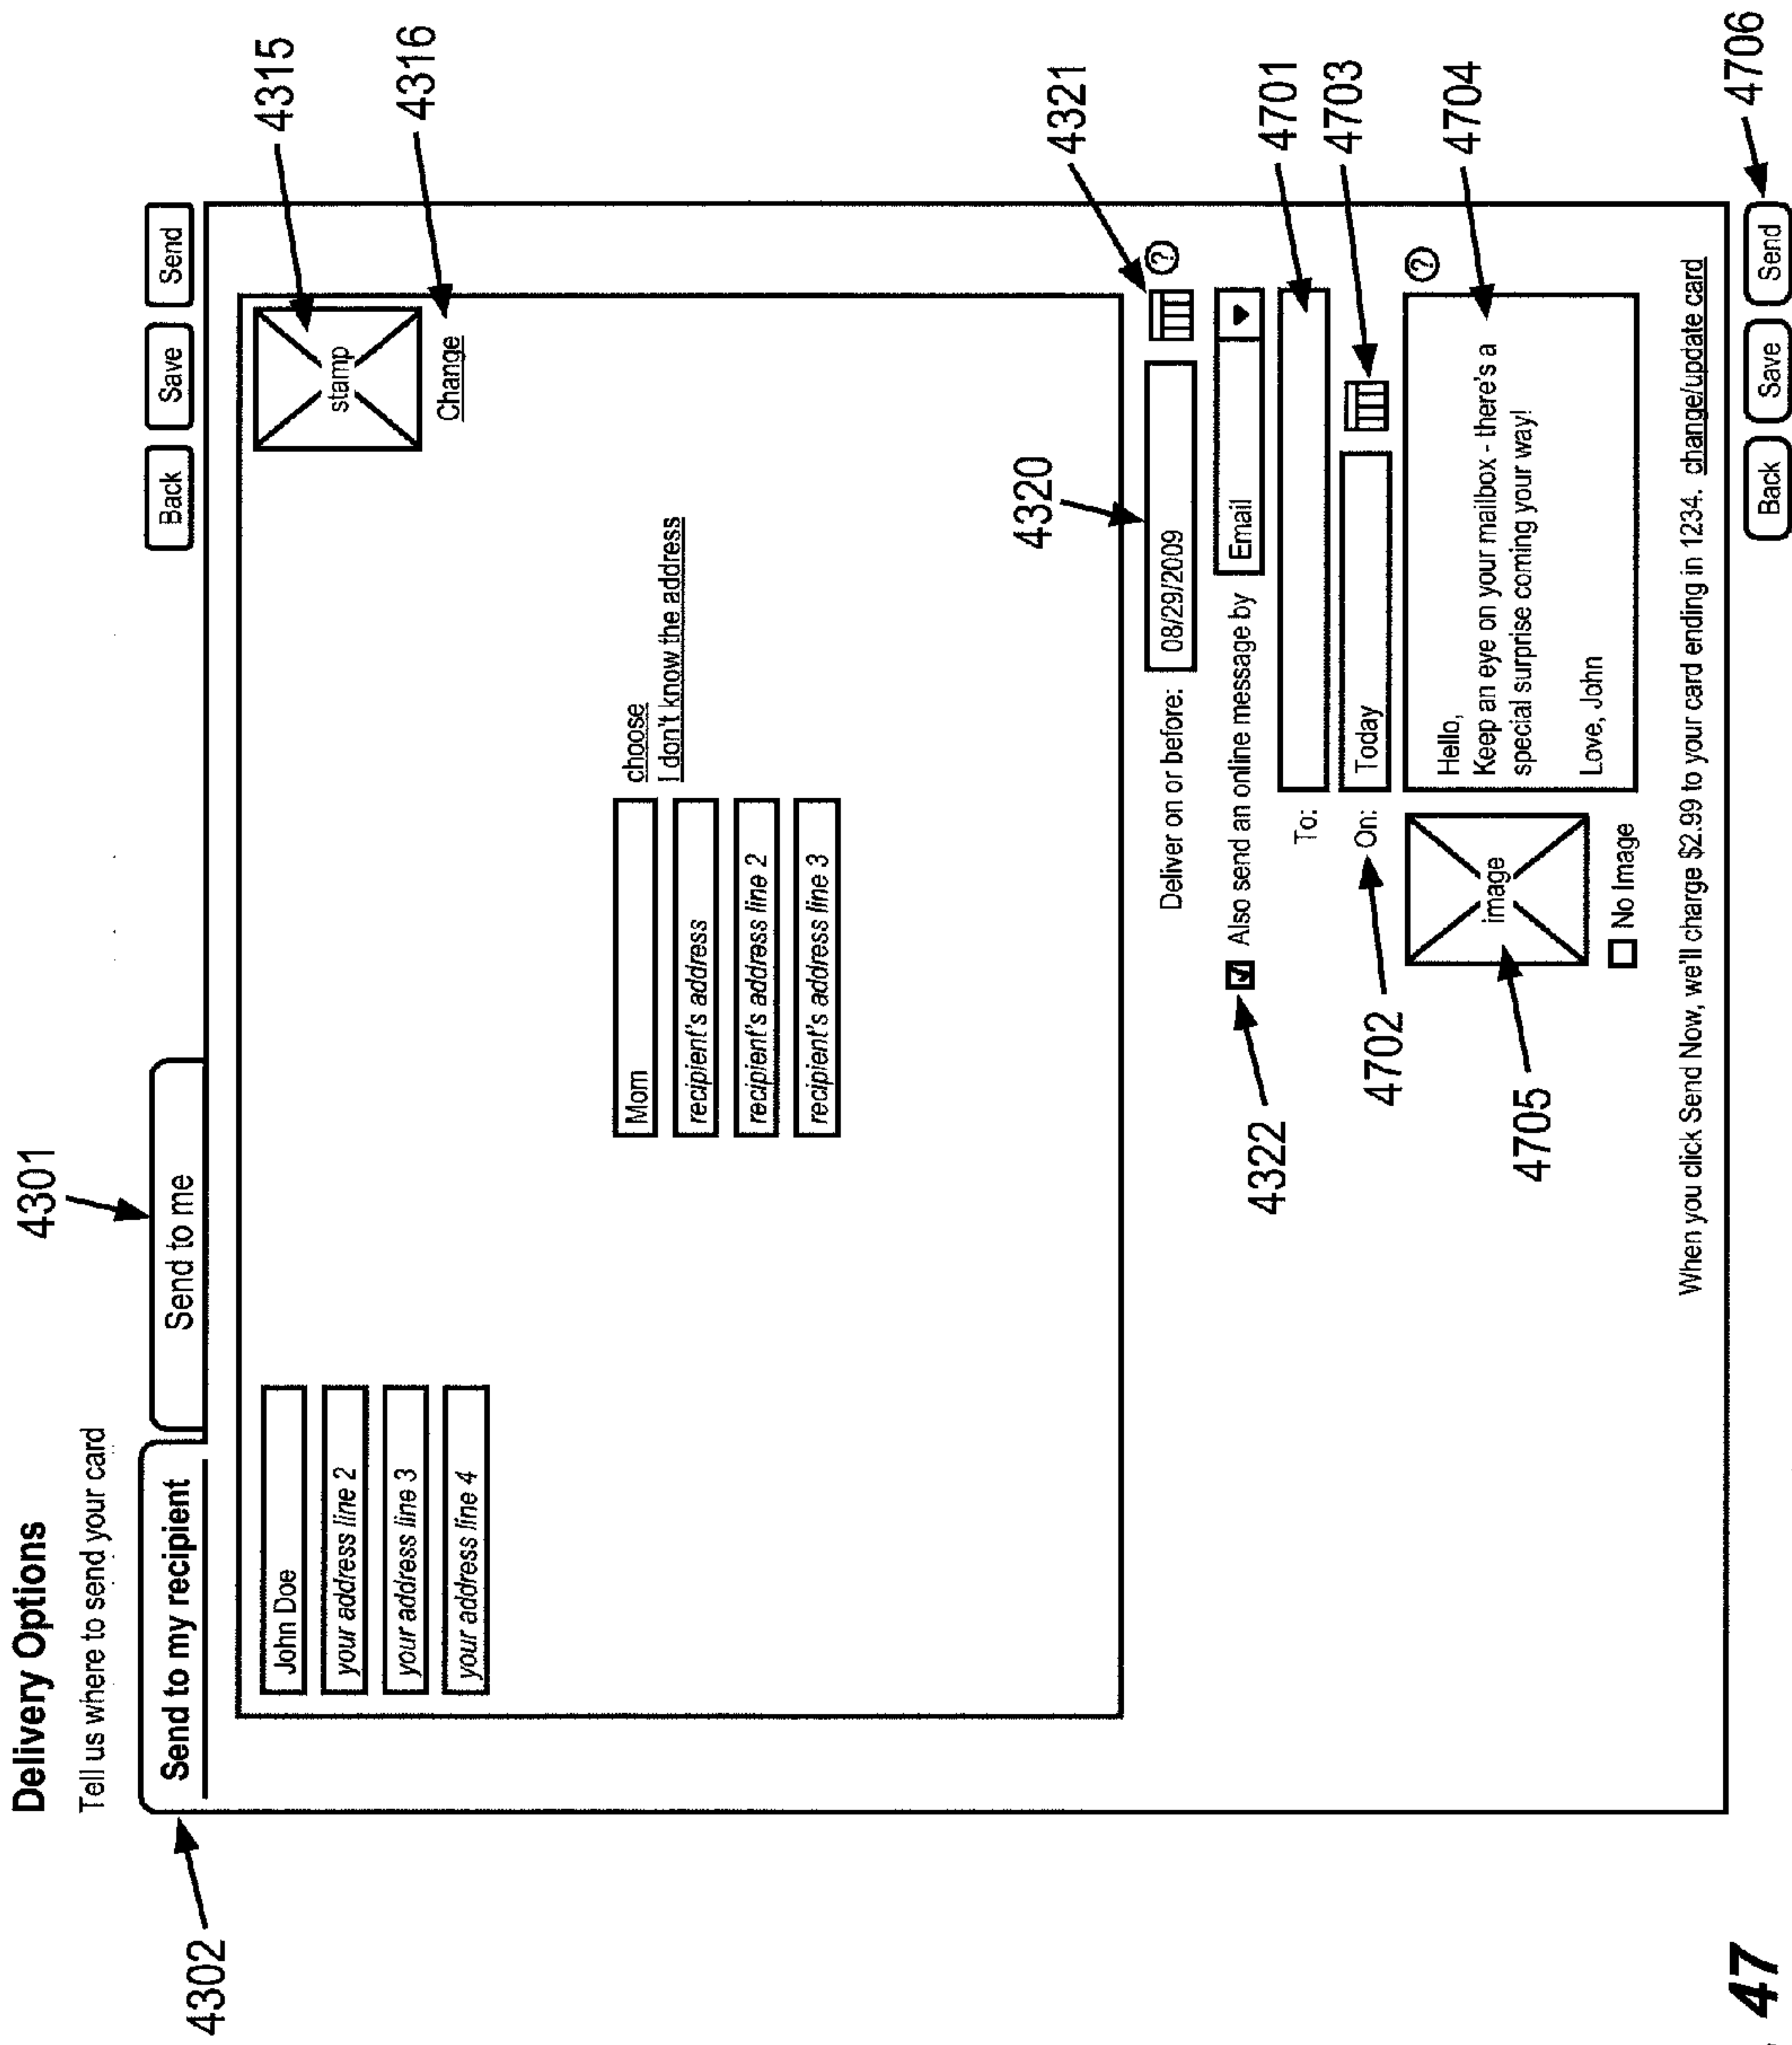 Delivery Options
4301
Tell us where to send your card
4302
Send to my recipient
Send to me
Back
Save
Send
John Doe
your address line 2
your address line 3
your address line 4
stamp
4315
Change
4316
Mom
choose
recipient's address
I don't know the address
recipient's address line 2
recipient's address line 3
4320
4321
Deliver on or before:
08/29/2009
?
4322
Also send an online message by
Email
To:
4701
4702
On:
Today
4703
image
4705
No Image
Hello,
Keep an eye on your mailbox - there's a
special surprise coming your way!
Love, John
?
4704
When you click Send Now, we'll charge $2.99 to your card ending in 1234. change/update card
Back
Save
Send
4706
47